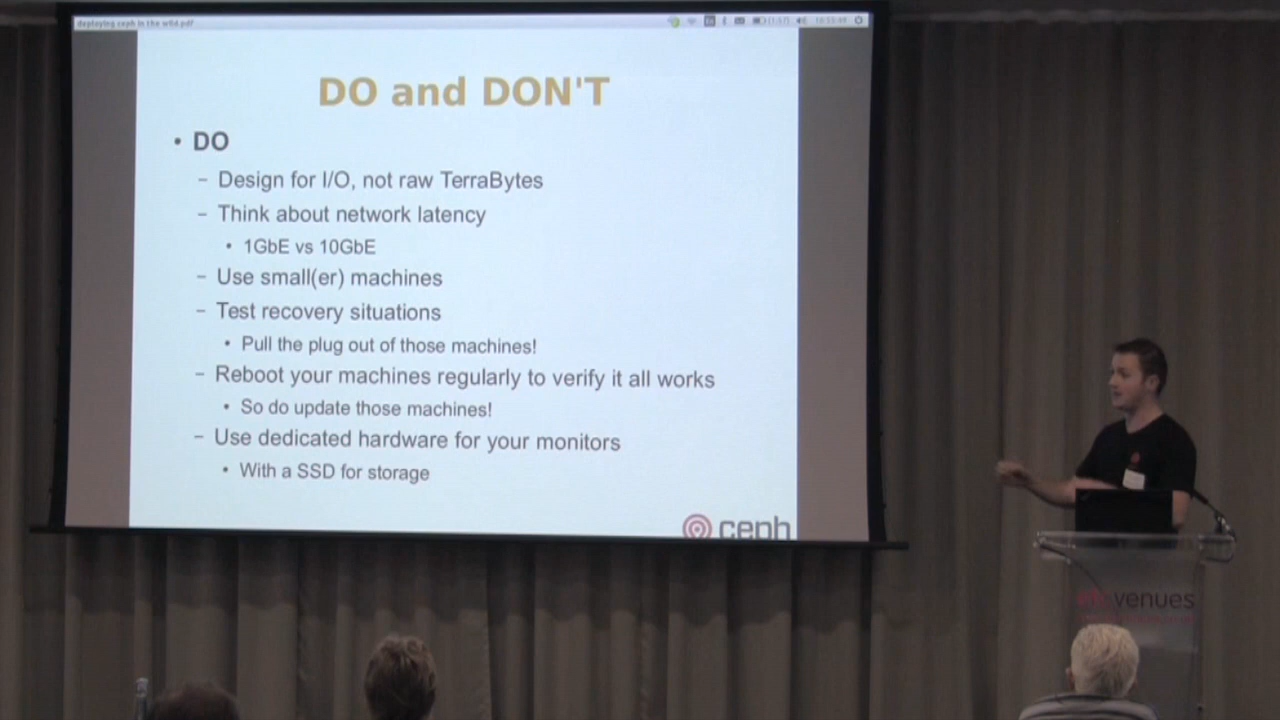 deploying ceph in the wild.pdf
DO and DON'T
• DO
– Design for I/O, not raw TerraBytes
– Think about network latency
• 1GbE vs 10GbE
– Use small(er) machines
– Test recovery situations
• Pull the plug out of those machines!
– Reboot your machines regularly to verify it all works
• So do update those machines!
– Use dedicated hardware for your monitors
• With a SSD for storage
ceph
venues